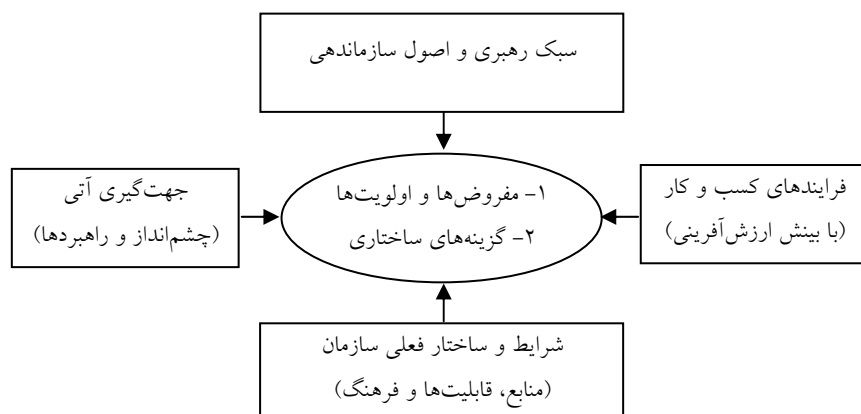 سبک رهبری و اصول سازماندهی
فرایندهای کسب و کار
(با بینش ارزش‌آفرینی)
۱- مفروض‌ها و اولویت‌ها
۲- گزینه‌های ساختاری
جهت‌گیری آتی
(چشم‌انداز و راهبردها)
شرایط و ساختار فعلی سازمان
(منابع، قابلیت‌ها و فرهنگ)